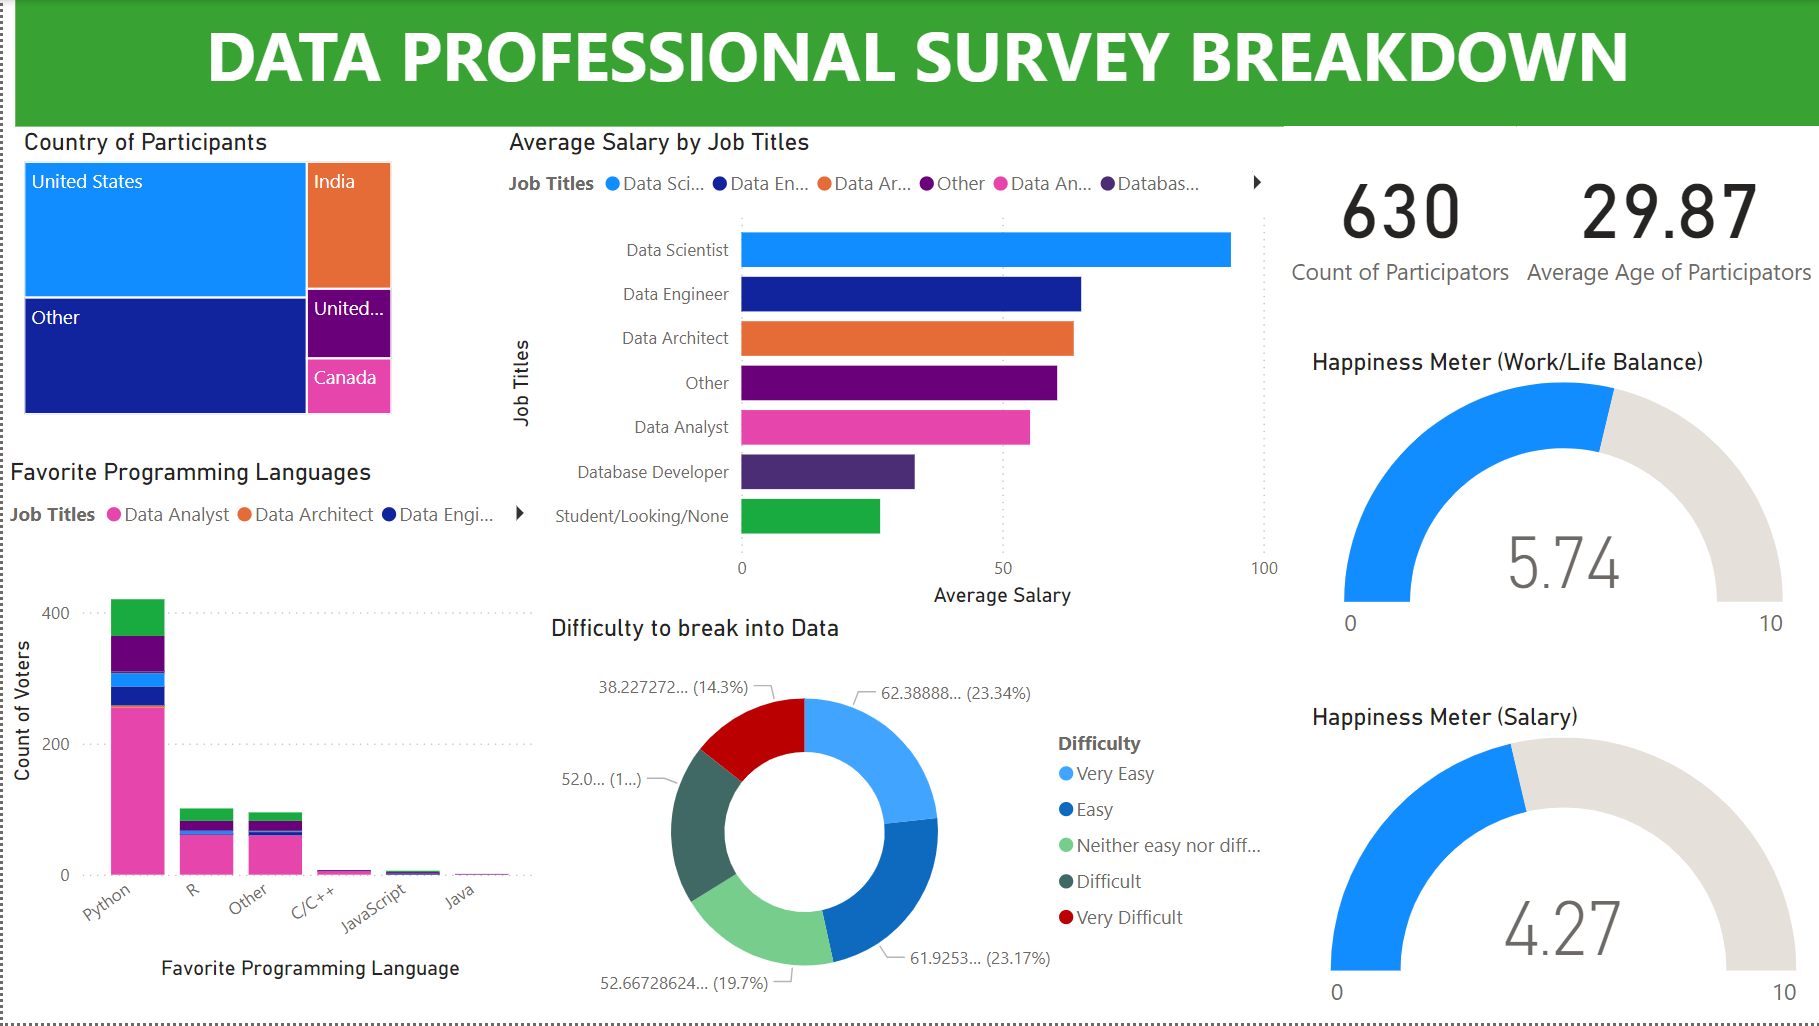 DATA PROFESSIONAL SURVEY BREAKDOWN
Country of Participants
United States
India
Other
United...
Canada
Average Salary by Job Titles
Job Titles Data Sci... Data En... Data Ar... Other Data An... Databas...
Job Titles
Data Scientist
Data Engineer
Data Architect
Other
Data Analyst
Database Developer
Student/Looking/None
0 50 100
Average Salary
630
Count of Participators
29.87
Average Age of Participators
Happiness Meter (Work/Life Balance)
5.74
0 10
Favorite Programming Languages
Job Titles Data Analyst Data Architect Data Engi...
Count of Voters
400
200
0
Python R Other C/C++ JavaScript Java
Favorite Programming Language
Difficulty to break into Data
38.227272... (14.3%)
62.38888... (23.34%)
52.0... (1...)
61.9253... (23.17%)
52.66728624... (19.7%)
Difficulty
Very Easy
Easy
Neither easy nor diff...
Difficult
Very Difficult
Happiness Meter (Salary)
4.27
0 10